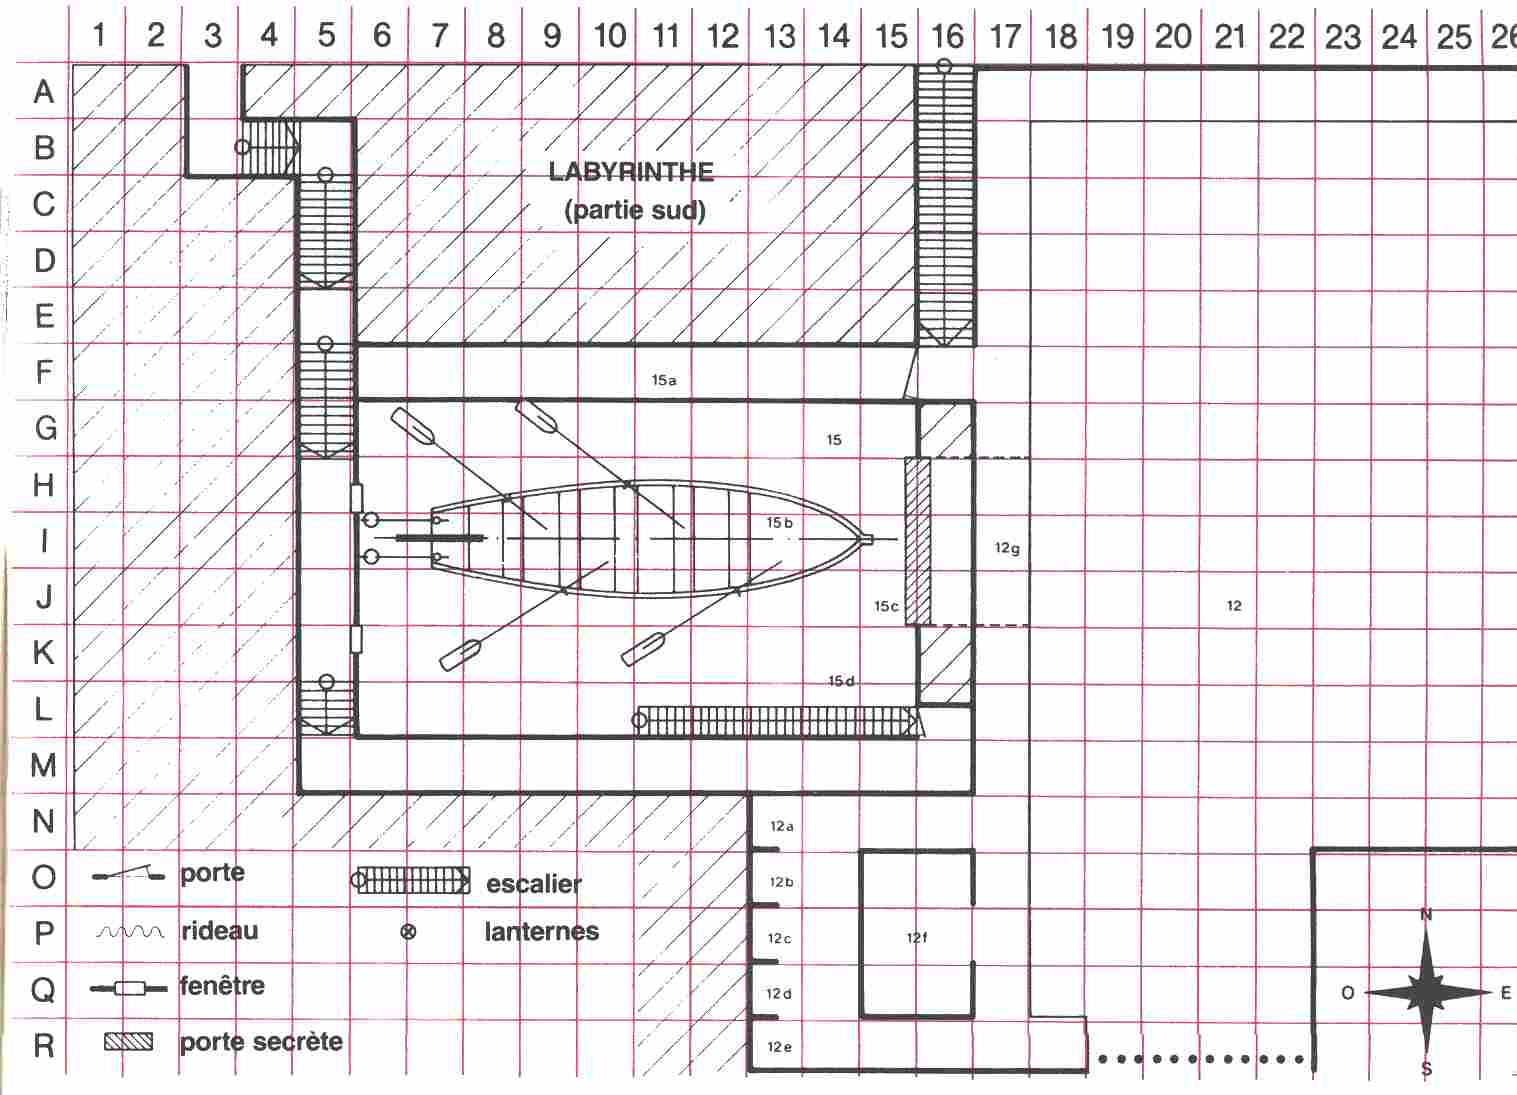 1 2 3 4 5 6 7 8 9 10 11 12 13 14 15 16 17 18 19 20 21 22 23 24 25 26
A
B
LABYRINTHE
C
(partie sud)
D
E
F
15a
G
15
H
15b
I
12g
J
15c
12
K
15d
L
M
N
12a
O
porte
escalier
12b
P
rideau
lanternes
12c
12f
N
Q
fenêtre
12d
O
E
R
porte secrète
12e
S